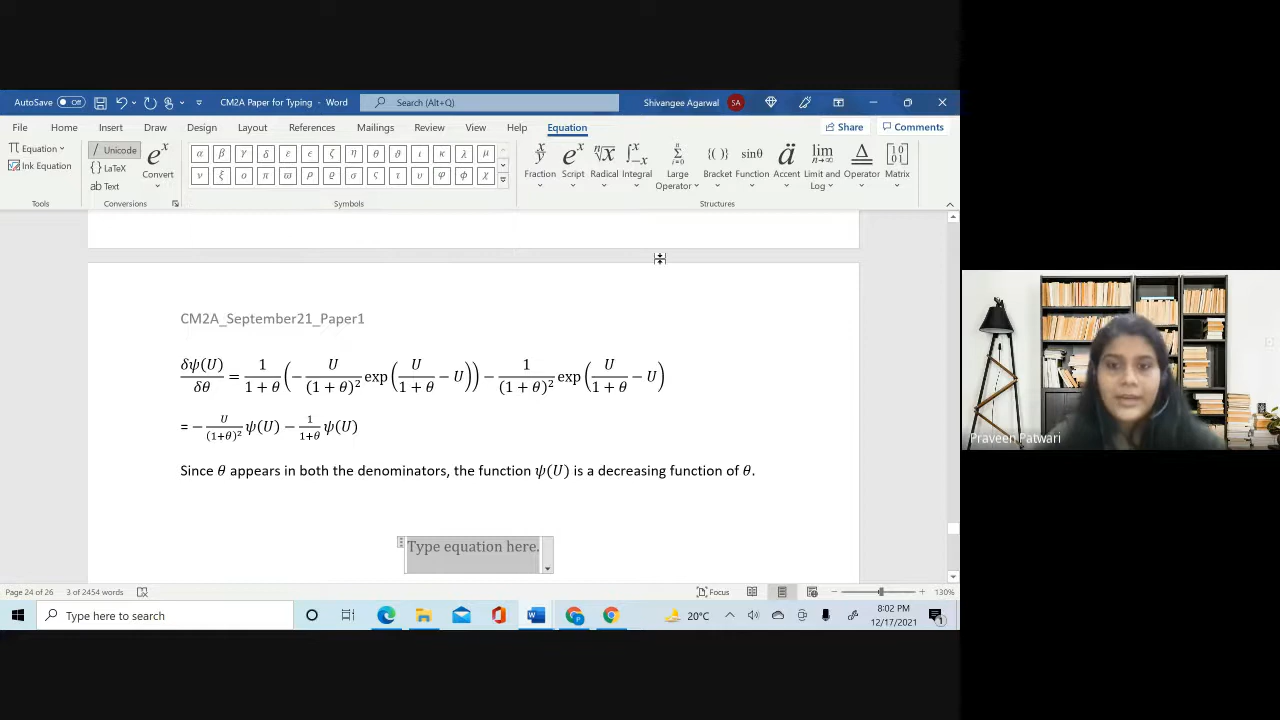 AutoSave Off CM2A Paper for Typing - Word Search (Alt+Q) Shivangee Agarwal SA
File Home Insert Draw Design Layout References Mailings Review View Help Equation Share Comments
Equation Unicode
Ink Equation LaTeX
Text
Convert
α β γ δ ε ϵ ζ η θ ϑ ι κ λ μ
ν ξ ο π ϖ ρ ϱ σ ς τ υ φ ϕ χ
Fraction Script Radical Integral Large Operator Bracket Function Accent Limit and Log Operator Matrix
Tools Conversions Symbols Structures
CM2A_September21_Paper1
δψ(U)/δθ = 1/(1+θ) (− U/(1+θ)² exp (U/(1+θ) − U)) − 1/(1+θ)² exp (U/(1+θ) − U)
= − U/(1+θ)² ψ(U) − 1/(1+θ) ψ(U)
Since θ appears in both the denominators, the function ψ(U) is a decreasing function of θ.
Type equation here.
Praveen Patwari
Page 24 of 26 3 of 2454 words Focus 130%
Type here to search 20°C 8:02 PM
12/17/2021